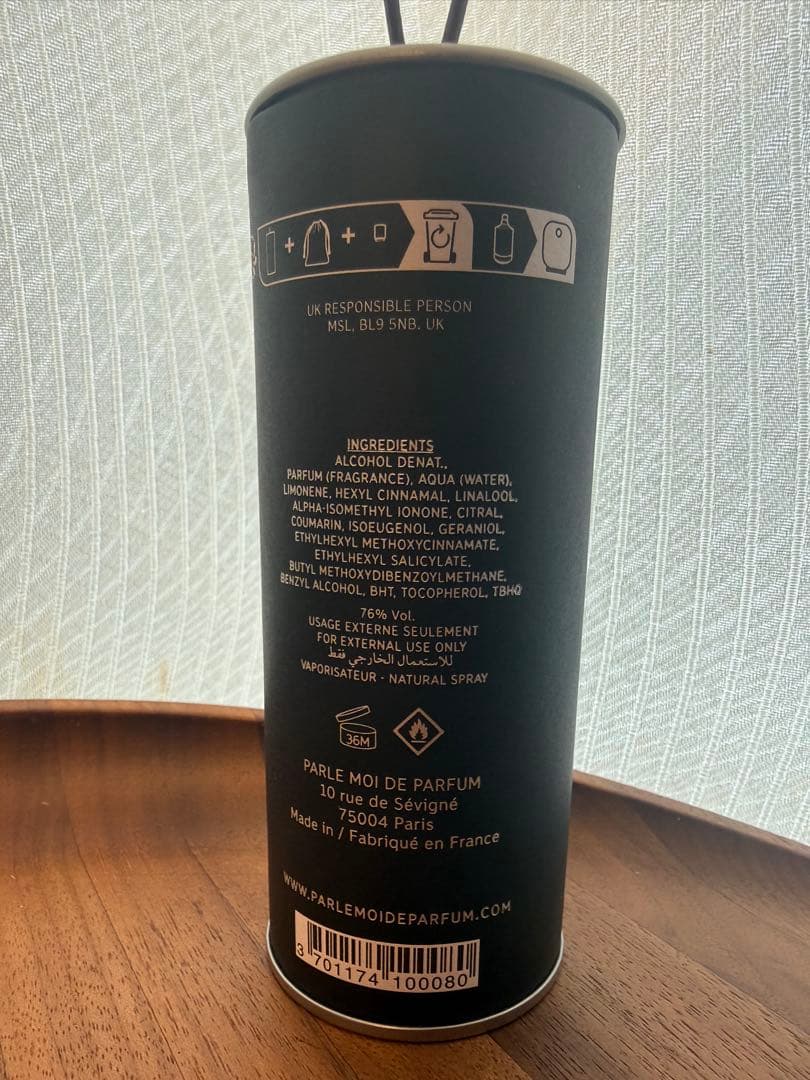 UK RESPONSIBLE PERSON
MSL, BL9 5NB. UK
INGREDIENTS
ALCOHOL DENAT.,
PARFUM (FRAGRANCE), AQUA (WATER),
LIMONENE, HEXYL CINNAMAL, LINALOOL,
ALPHA-ISOMETHYL IONONE, CITRAL,
COUMARIN, ISOEUGENOL, GERANIOL,
ETHYLHEXYL METHOXYCINNAMATE,
ETHYLHEXYL SALICYLATE,
BUTYL METHOXYDIBENZOYLMETHANE,
BENZYL ALCOHOL, BHT, TOCOPHEROL, TBHQ
76% Vol.
USAGE EXTERNE SEULEMENT
FOR EXTERNAL USE ONLY
للاستعمال الخارجي فقط
VAPORISATEUR - NATURAL SPRAY
36M
PARLE MOI DE PARFUM
10 rue de Sévigné
75004 Paris
Made in / Fabriqué en France
WWW.PARLEMOIDEPARFUM.COM
3 701174 100080